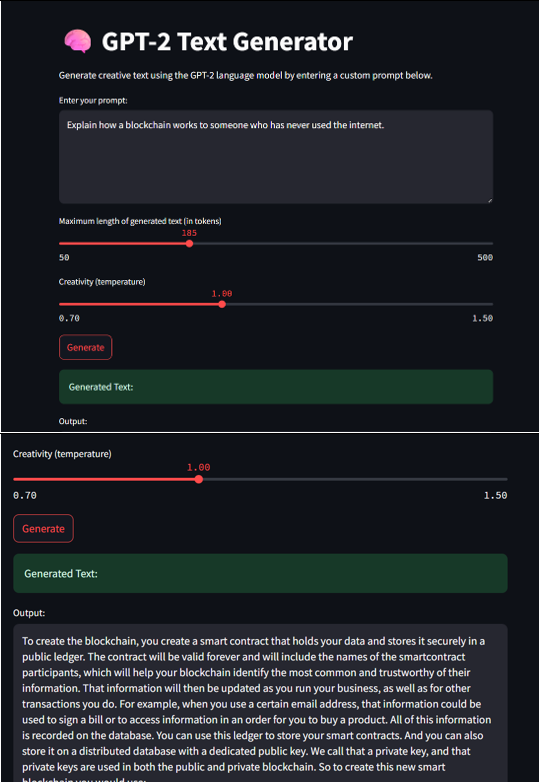 GPT-2 Text Generator
Generate creative text using the GPT-2 language model by entering a custom prompt below.
Enter your prompt:
Explain how a blockchain works to someone who has never used the internet.
Maximum length of generated text (in tokens)
185
50 500
Creativity (temperature)
1.00
0.70 1.50
Generate
Generated Text:
Output:
Creativity (temperature)
1.00
0.70 1.50
Generate
Generated Text:
Output:
To create the blockchain, you create a smart contract that holds your data and stores it securely in a
public ledger. The contract will be valid forever and will include the names of the smartcontract
participants, which will help your blockchain identify the most common and trustworthy of their
information. That information will then be updated as you run your business, as well as for other
transactions you do. For example, when you use a certain email address, that information could be
used to sign a bill or to access information in an order for you to buy a product. All of this information
is recorded on the database. You can use this ledger to store your smart contracts. And you can also
store it on a distributed database with a dedicated public key. We call that a private key, and that
private keys are used in both the public and private blockchain. So to create this new smart
blockchain you would use: